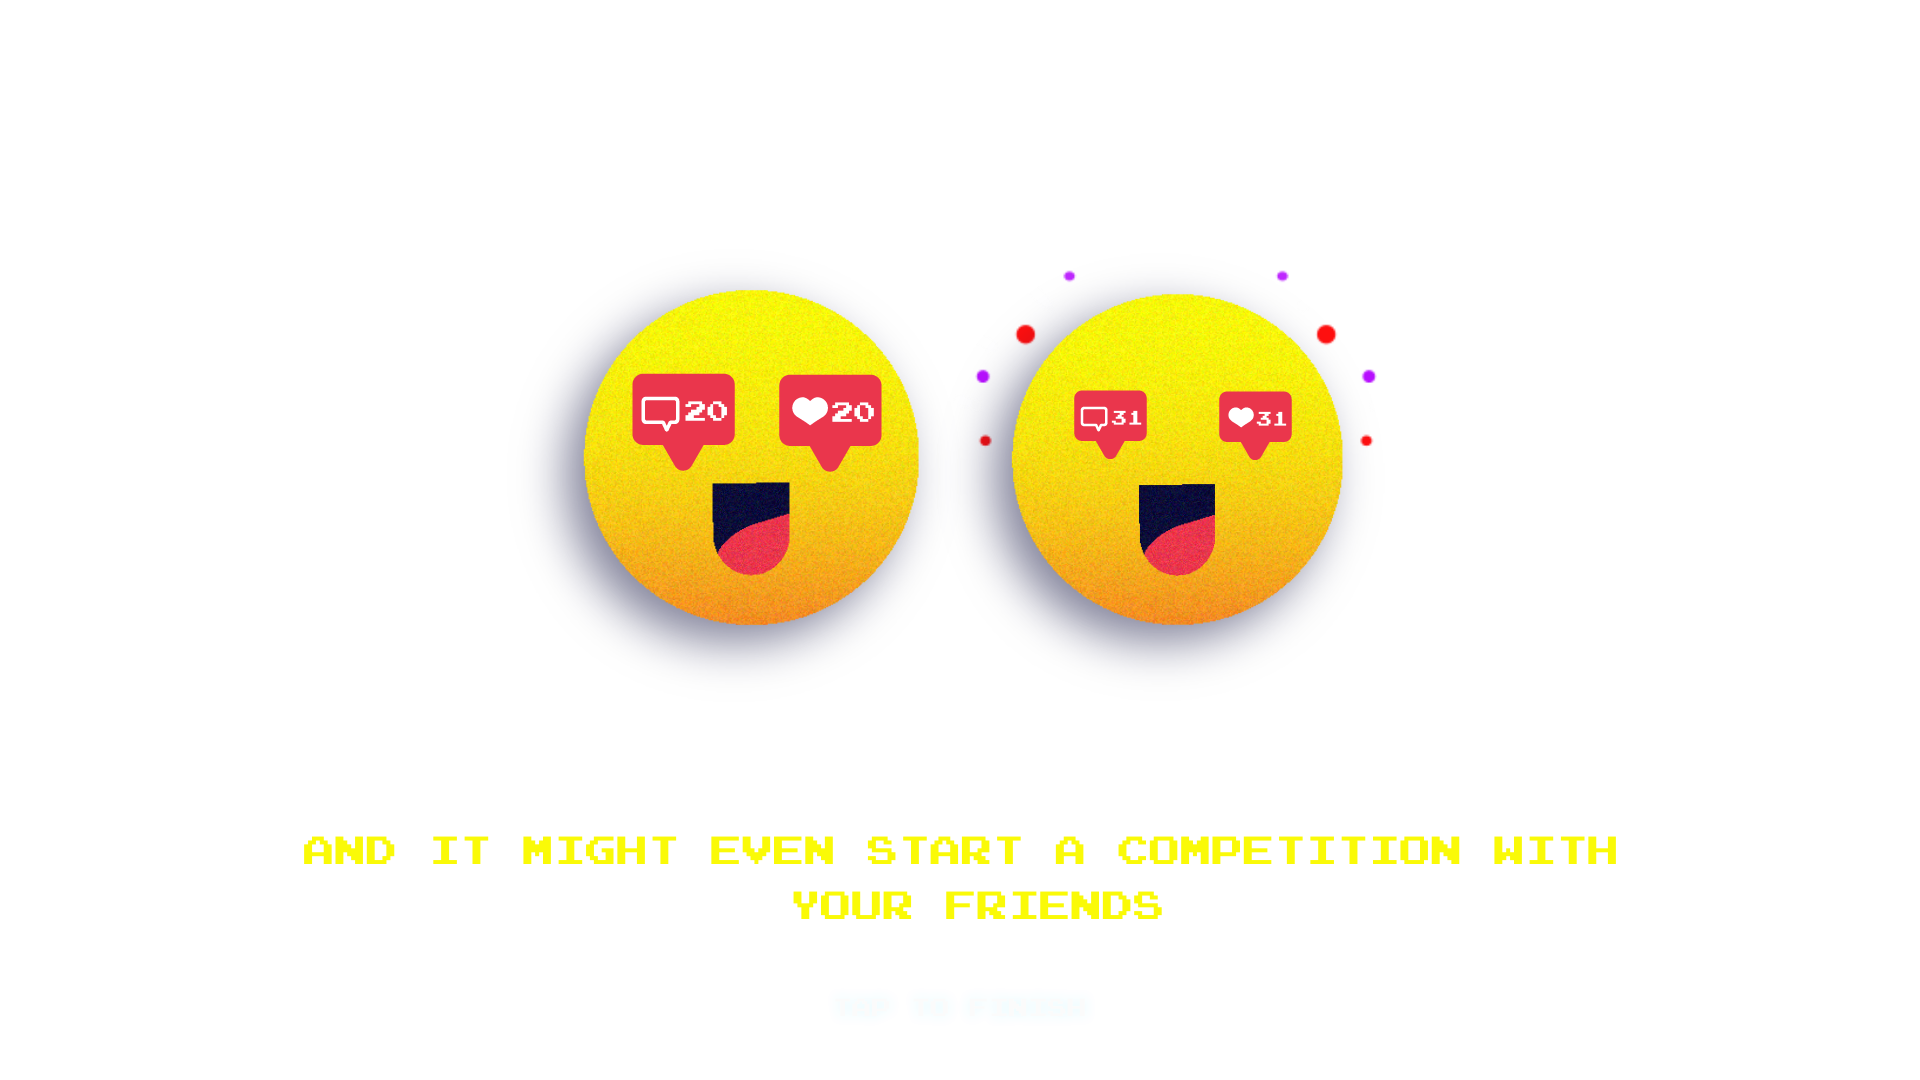 20 20
31 31
AND IT MIGHT EVEN START A COMPETITION WITH
YOUR FRIENDS